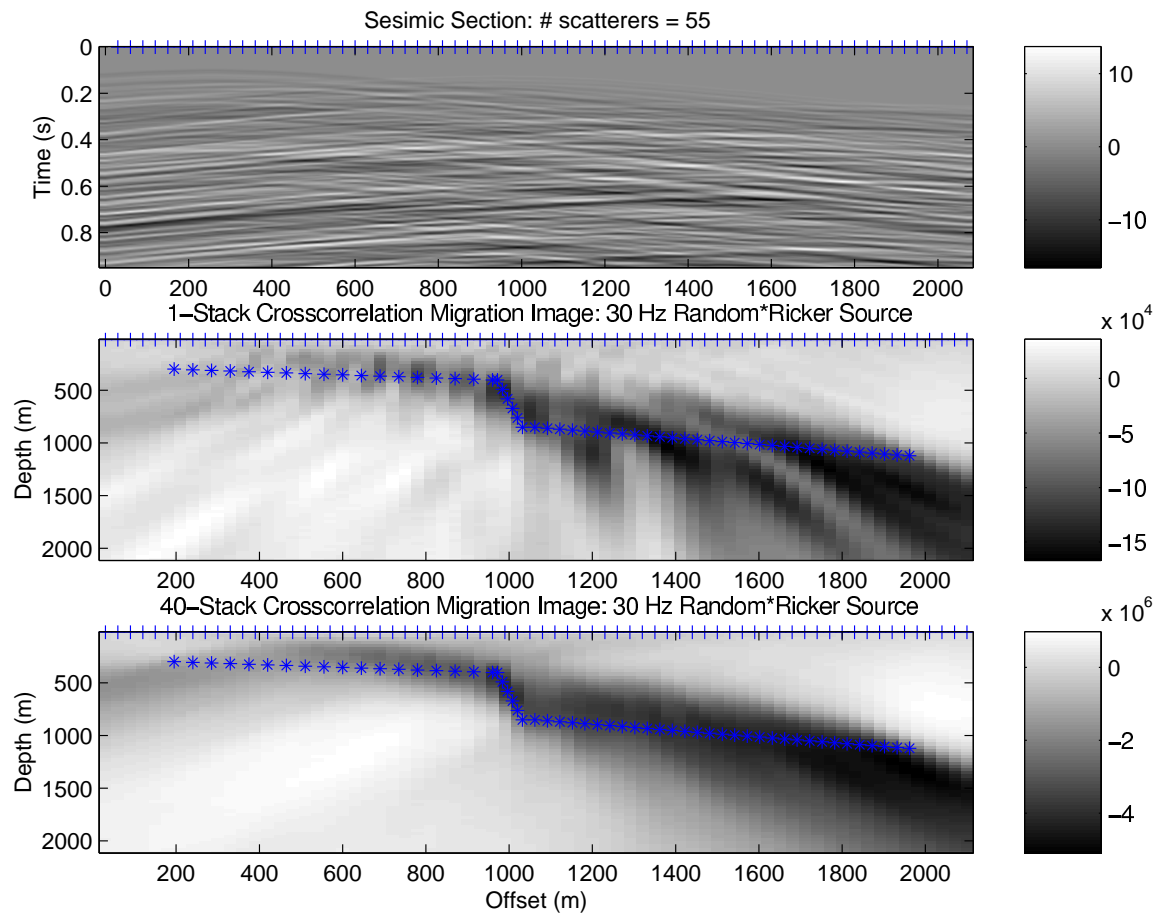 Sesimic Section: # scatterers = 55
0
0.2
0.4
0.6
0.8
Time (s)
0 200 400 600 800 1000 1200 1400 1600 1800 2000
10
0
−10
1−Stack Crosscorrelation Migration Image: 30 Hz Random*Ricker Source
500
1000
1500
2000
Depth (m)
200 400 600 800 1000 1200 1400 1600 1800 2000
x 10^4
0
−5
−10
−15
40−Stack Crosscorrelation Migration Image: 30 Hz Random*Ricker Source
500
1000
1500
2000
Depth (m)
200 400 600 800 1000 1200 1400 1600 1800 2000
Offset (m)
x 10^6
0
−2
−4